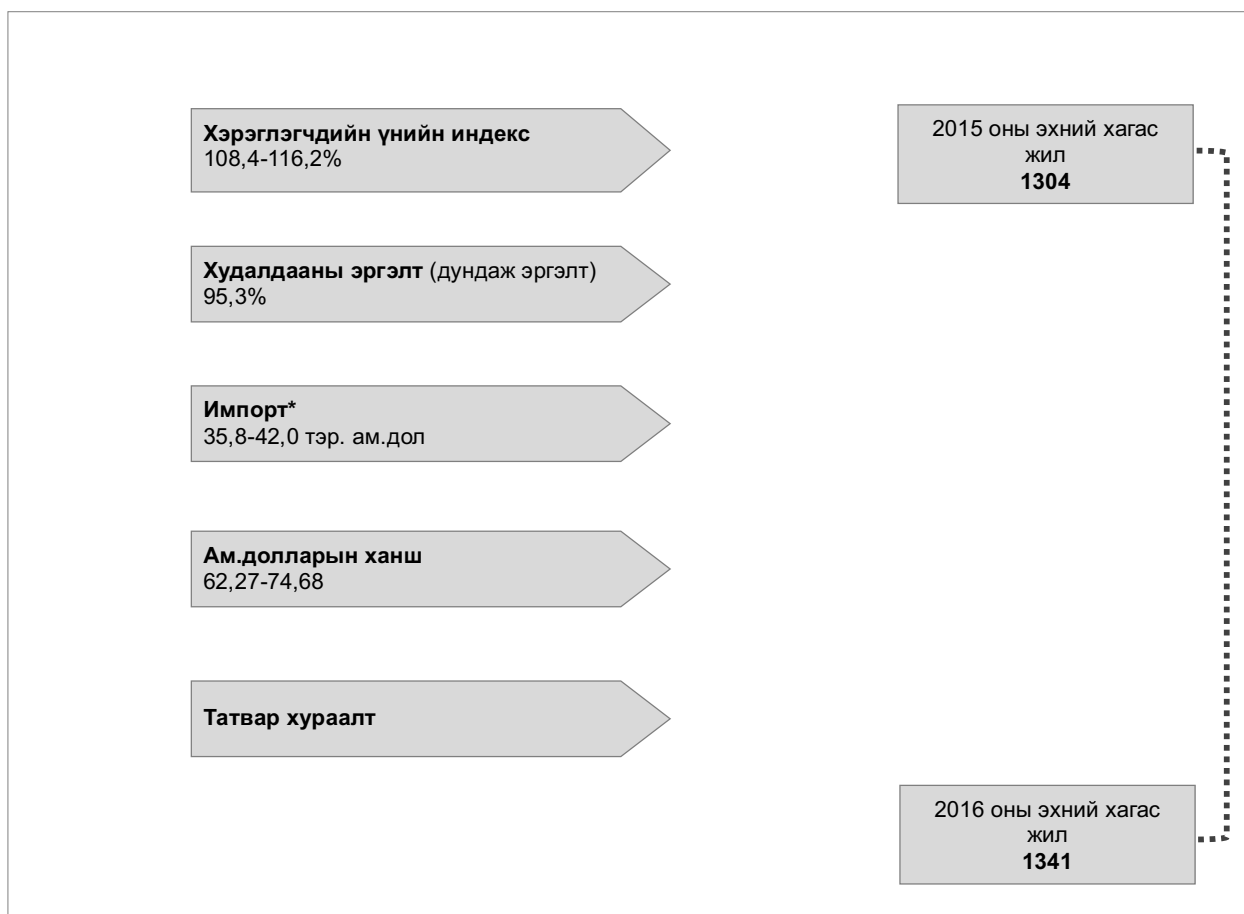 Хэрэглэгчдийн үнийн индекс
108,4-116,2%
2015 оны эхний хагас
жил
1304
Худалдааны эргэлт (дундаж эргэлт)
95,3%
Импорт*
35,8-42,0 тэр. ам.дол
Ам.долларын ханш
62,27-74,68
Татвар хураалт
2016 оны эхний хагас
жил
1341